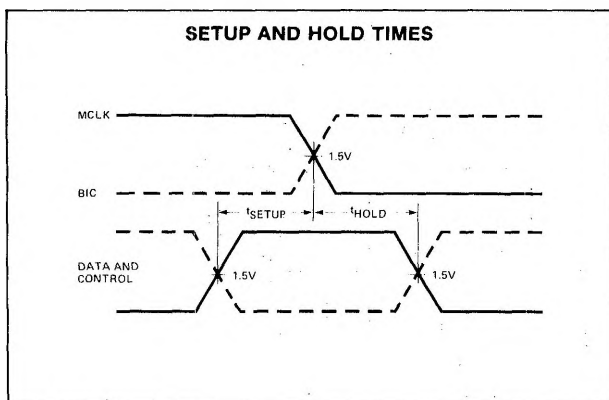 SETUP AND HOLD TIMES
MCLK
1.5V
BIC
tSETUP
tHOLD
DATA AND
CONTROL
1.5V
1.5V